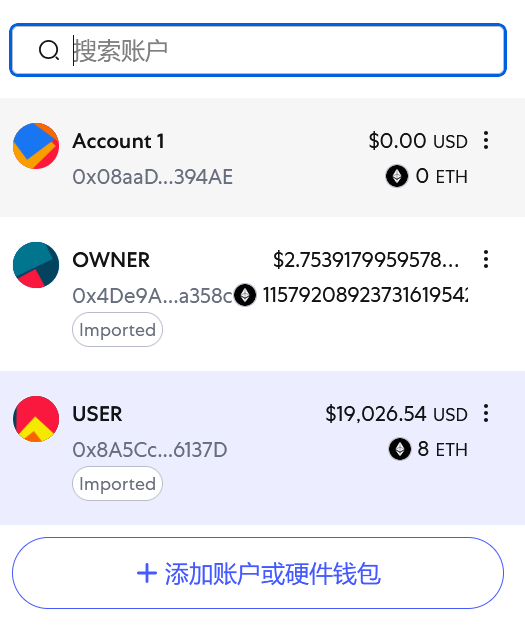 搜索账户
Account 1
$0.00 USD
0x08aaD...394AE
0 ETH
OWNER
$2.7539179959578...
0x4De9A...a358c
11579208923731619542
Imported
USER
$19,026.54 USD
0x8A5Cc...6137D
8 ETH
Imported
+ 添加账户或硬件钱包